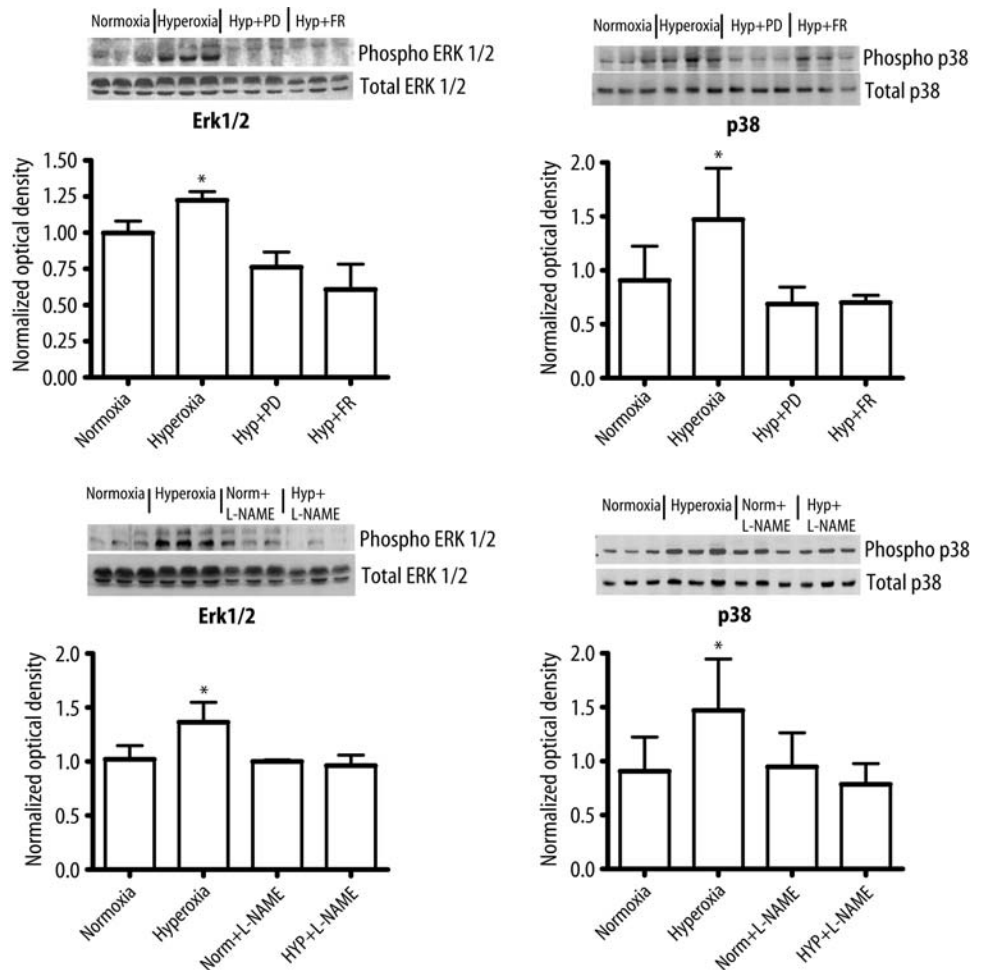 Normoxia Hyperoxia Hyp+PD Hyp+FR
Phospho ERK 1/2
Total ERK 1/2
Erk1/2
Normalized optical density
1.50
1.25
1.00
0.75
0.50
0.25
0.00
*
Normoxia
Hyperoxia
Hyp+PD
Hyp+FR
Normoxia Hyperoxia Hyp+PD Hyp+FR
Phospho p38
Total p38
p38
Normalized optical density
2.0
1.5
1.0
0.5
0.0
*
Normoxia
Hyperoxia
Hyp+PD
Hyp+FR
Normoxia Hyperoxia Norm+ Hyp+
L-NAME L-NAME
Phospho ERK 1/2
Total ERK 1/2
Erk1/2
Normalized optical density
2.0
1.5
1.0
0.5
0.0
*
Normoxia
Hyperoxia
Norm+L-NAME
HYP+L-NAME
Normoxia Hyperoxia Norm+ Hyp+
L-NAME L-NAME
Phospho p38
Total p38
p38
Normalized optical density
2.0
1.5
1.0
0.5
0.0
*
Normoxia
Hyperoxia
Norm+L-NAME
HYP+L-NAME